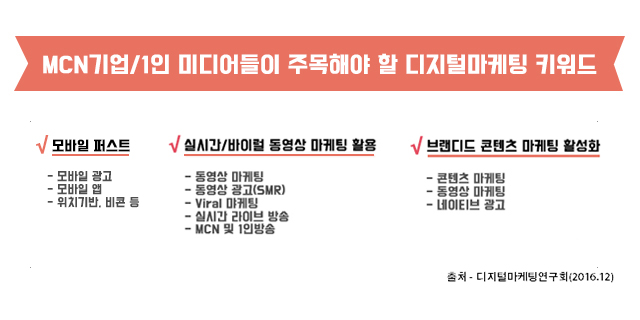 MCN기업/1인 미디어들이 주목해야 할 디지털마케팅 키워드
√ 모바일 퍼스트
- 모바일 광고
- 모바일 앱
- 위치기반, 비콘 등
√ 실시간/바이럴 동영상 마케팅 활용
- 동영상 마케팅
- 동영상 광고(SMR)
- Viral 마케팅
- 실시간 라이브 방송
- MCN 및 1인방송
√ 브랜디드 콘텐츠 마케팅 활성화
- 콘텐츠 마케팅
- 동영상 마케팅
- 네이티브 광고
출처 - 디지털마케팅연구회(2016.12)